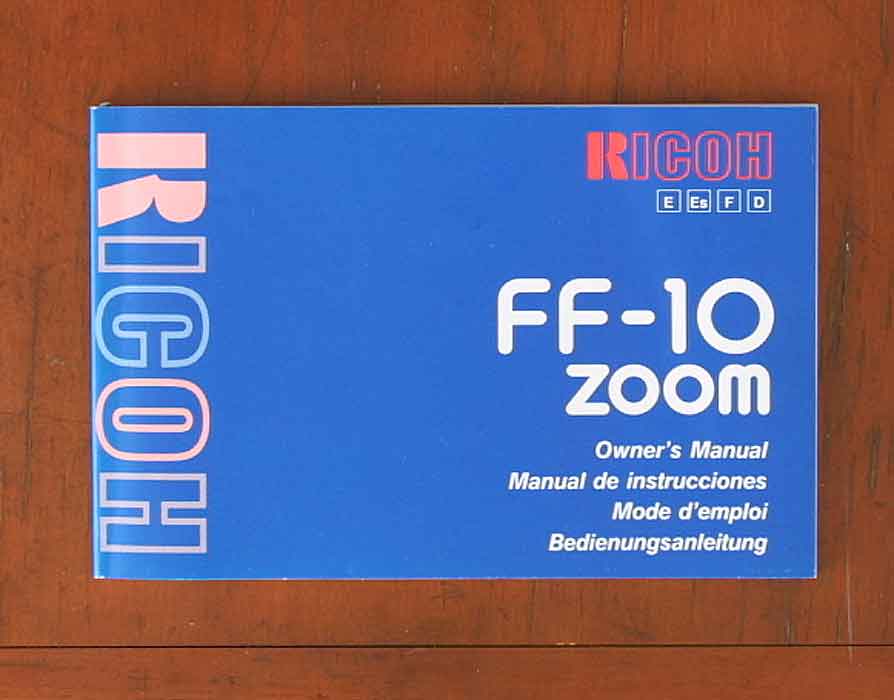 RICOH
RICOH
E Es F D
FF-10
ZOOM
Owner's Manual
Manual de instrucciones
Mode d'emploi
Bedienungsanleitung